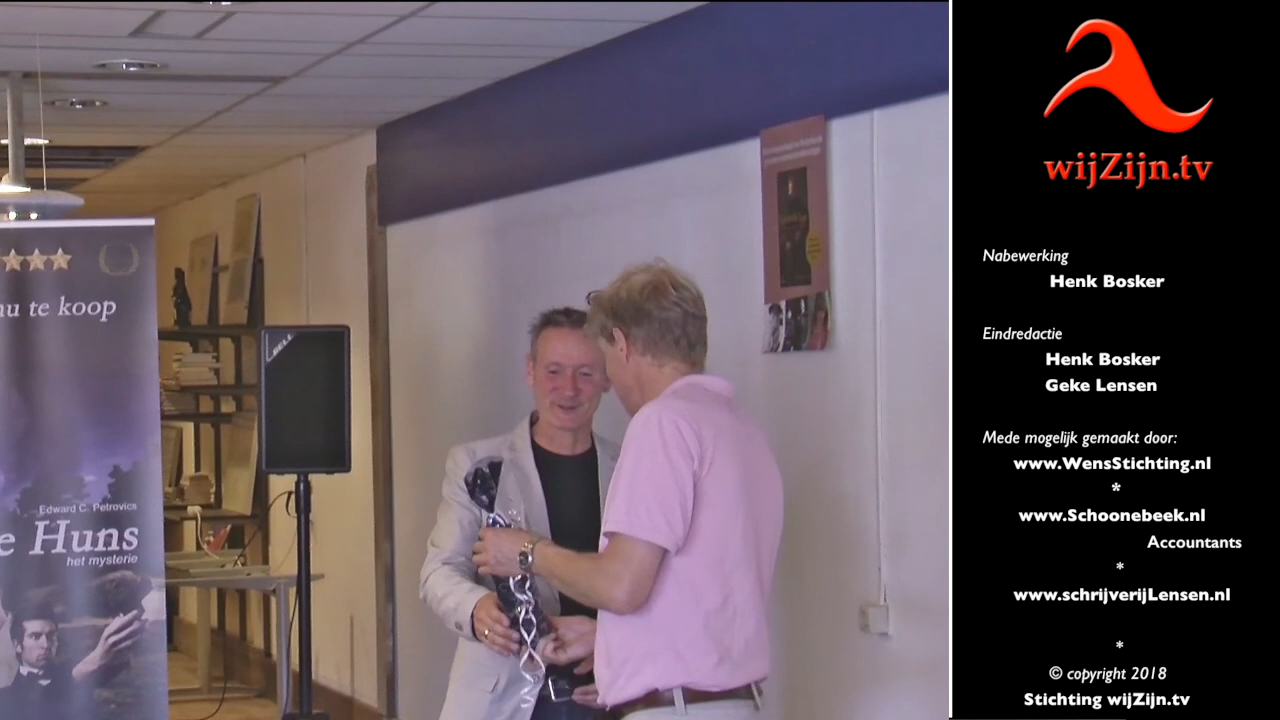 nu te koop
BELL
Edward C. Petrovics
e Huns
het mysterie
wijZijn.tv
Nabewerking
Henk Bosker
Eindredactie
Henk Bosker
Geke Lensen
Mede mogelijk gemaakt door:
www.WensStichting.nl
*
www.Schoonebeek.nl
Accountants
*
www.schrijverijLensen.nl
*
© copyright 2018
Stichting wijZijn.tv